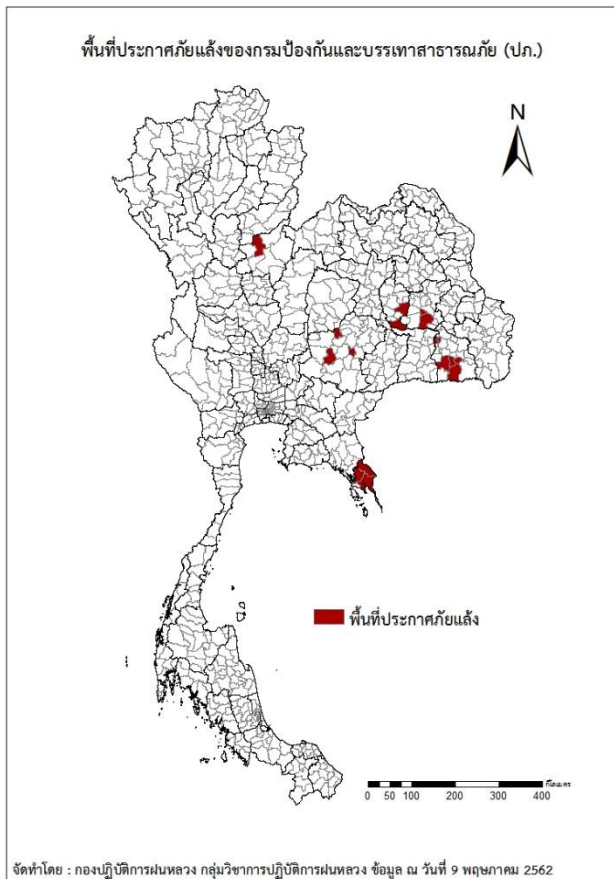 พื้นที่ประกาศภัยแล้งของกรมป้องกันและบรรเทาสาธารณภัย (ปภ.)
N
พื้นที่ประกาศภัยแล้ง
กิโลเมตร
0 50 100 200 300 400
จัดทำโดย : กองปฏิบัติการฝนหลวง กลุ่มวิชาการปฏิบัติการฝนหลวง ข้อมูล ณ วันที่ 9 พฤษภาคม 2562